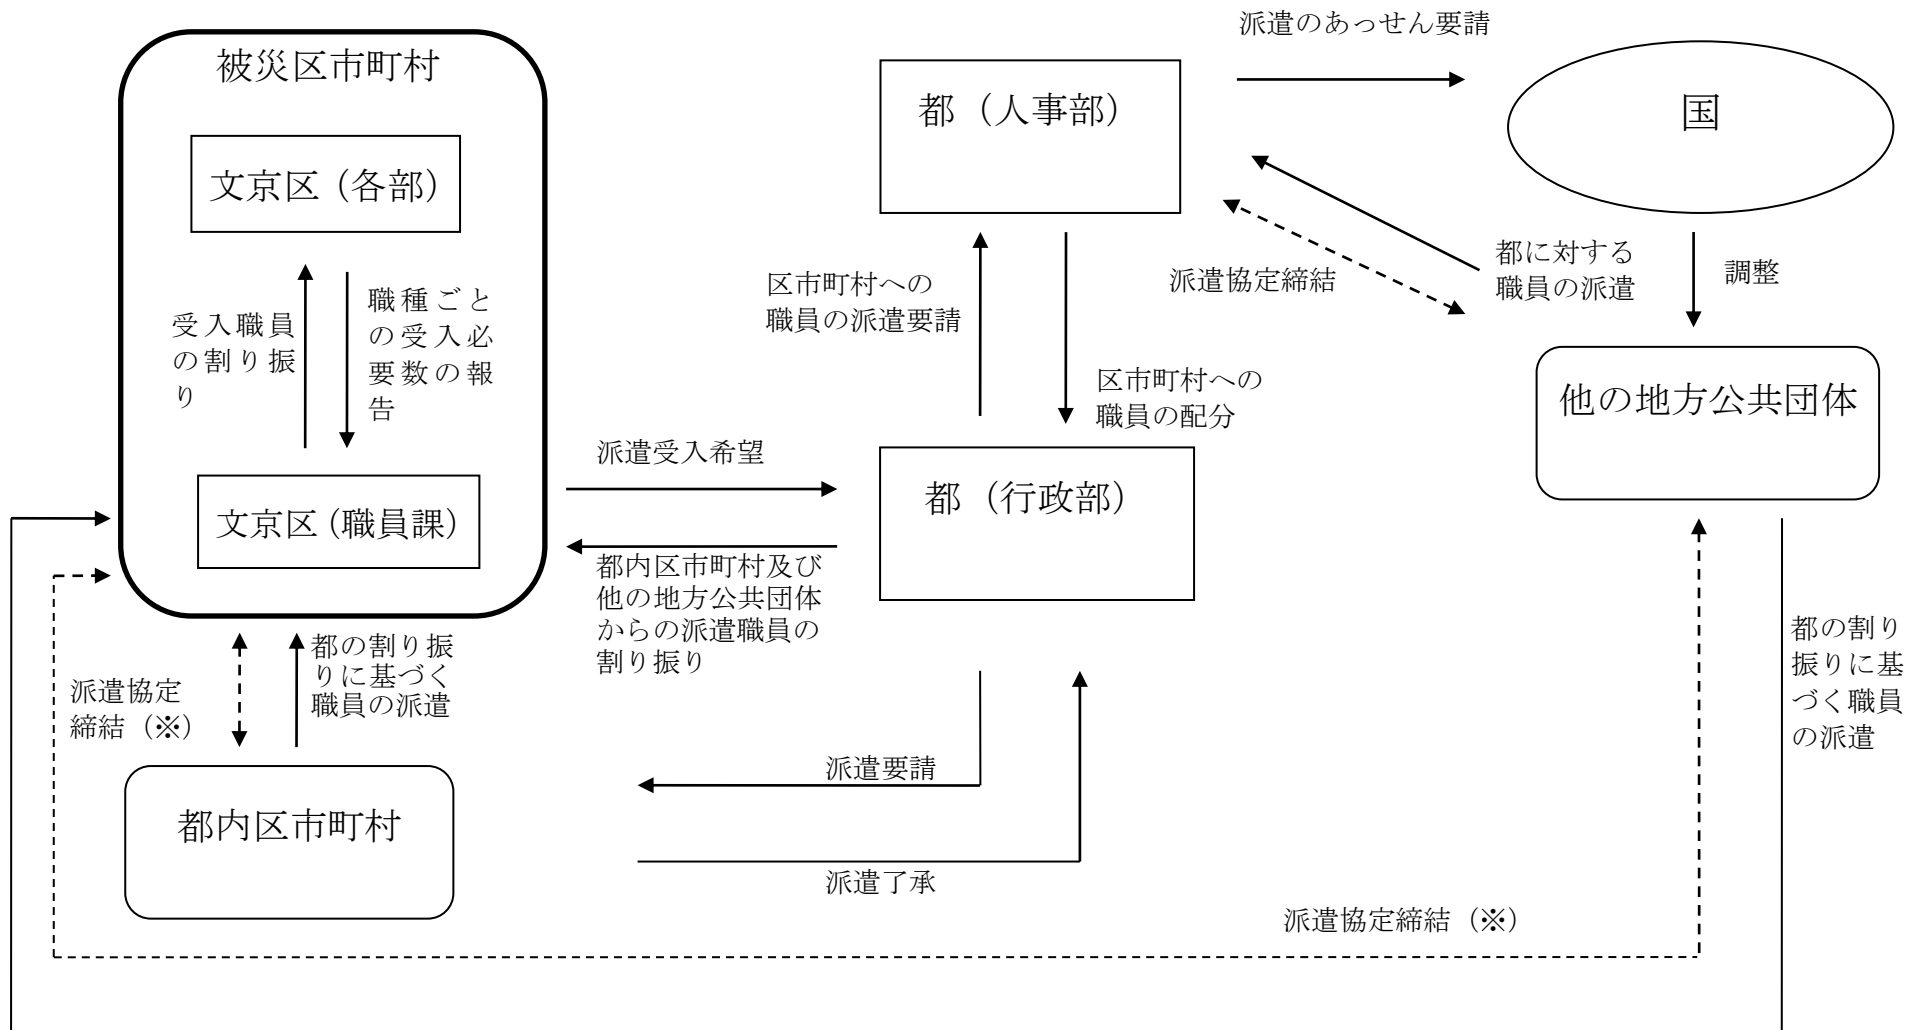 派遣のあっせん要請
被災区市町村
都（人事部）
国
文京区（各部）
都に対する
職員の派遣
調整
派遣協定締結
区市町村への
職員の派遣要請
職種ごと
の受入必
要数の報
告
受入職員
の割り振
り
区市町村への
職員の配分
他の地方公共団体
派遣受入希望
都（行政部）
文京区（職員課）
都内区市町村及び
他の地方公共団体
からの派遣職員の
割り振り
都の割り振
りに基づく
職員の派遣
派遣協定
締結（※）
都の割り
振りに基
づく職員
の派遣
派遣要請
都内区市町村
派遣了承
派遣協定締結（※）